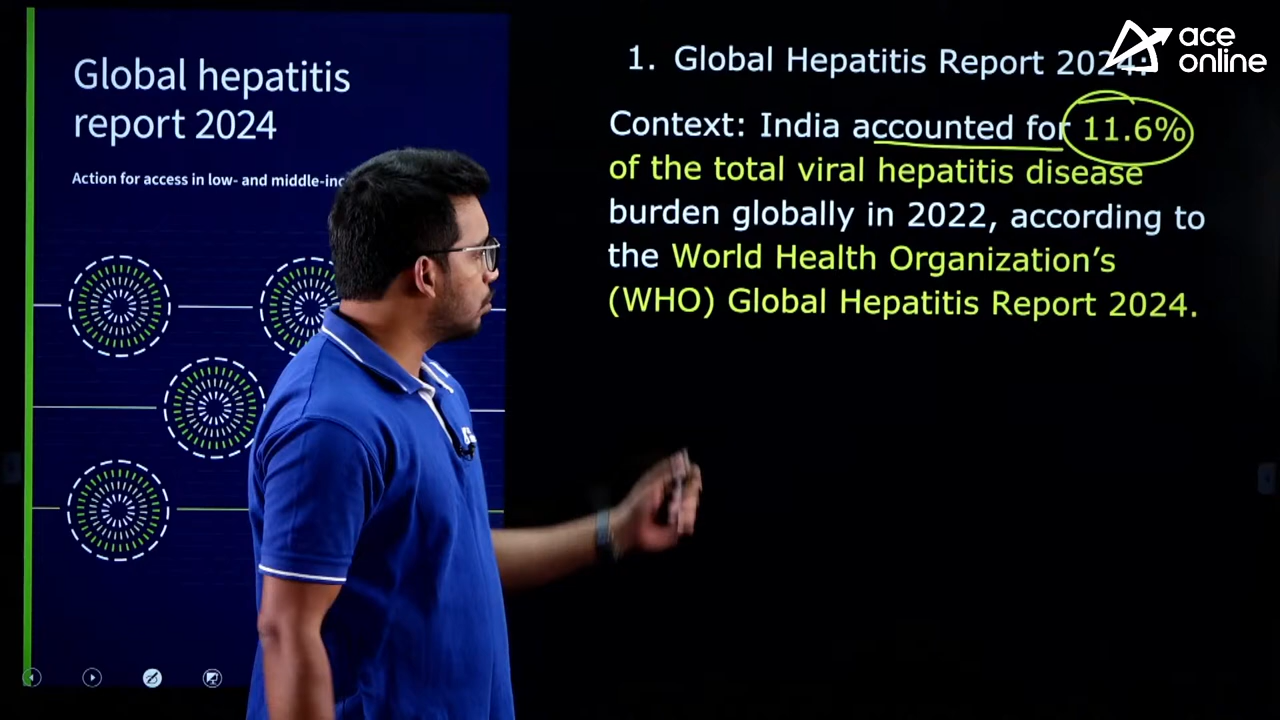 Global hepatitis
report 2024
Action for access in low- and middle-inc
ace
online
1. Global Hepatitis Report 2024:
Context: India accounted for 11.6%
of the total viral hepatitis disease
burden globally in 2022, according to
the World Health Organization’s
(WHO) Global Hepatitis Report 2024.